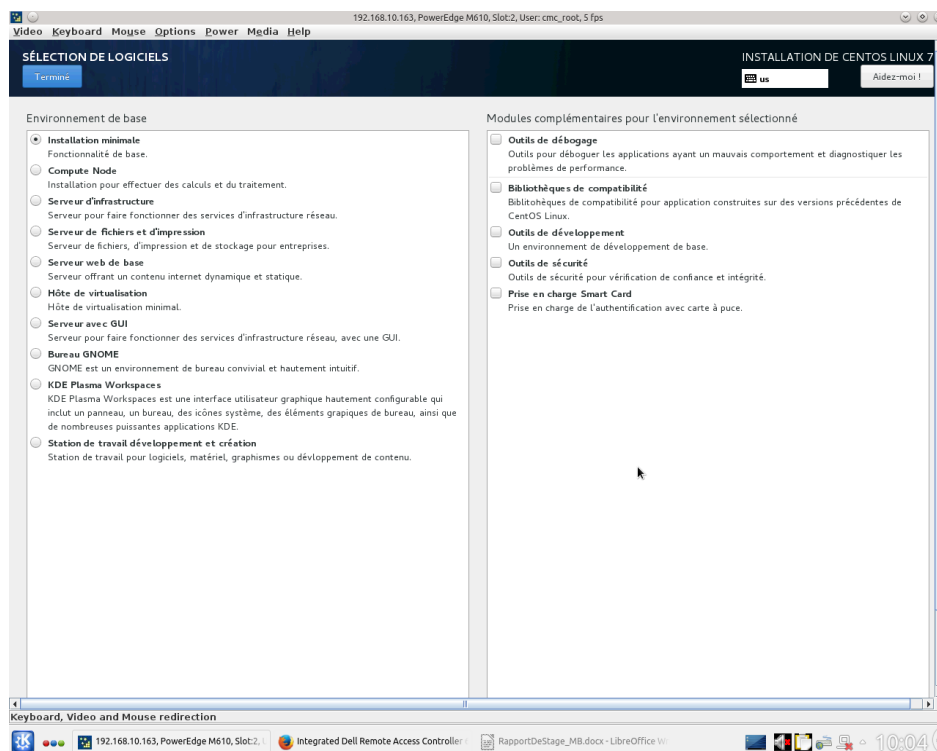 192.168.10.163, PowerEdge M610, Slot:2, User: cmc_root, 5 fps
Video Keyboard Mouse Options Power Media Help
SÉLECTION DE LOGICIELS
INSTALLATION DE CENTOS LINUX 7
Terminé
us
Aidez-moi !
Environnement de base
Installation minimale
Fonctionnalité de base.
Compute Node
Installation pour effectuer des calculs et du traitement.
Serveur d'infrastructure
Serveur pour faire fonctionner des services d'infrastructure réseau.
Serveur de fichiers et d'impression
Serveur de fichiers, d'impression et de stockage pour entreprises.
Serveur web de base
Serveur offrant un contenu internet dynamique et statique.
Hôte de virtualisation
Hôte de virtualisation minimal.
Serveur avec GUI
Serveur pour faire fonctionner des services d'infrastructure réseau, avec une GUI.
Bureau GNOME
GNOME est un environnement de bureau convivial et hautement intuitif.
KDE Plasma Workspaces
KDE Plasma Workspaces est une interface utilisateur graphique hautement configurable qui
inclut un panneau, un bureau, des icônes système, des éléments grapiques de bureau, ainsi que
de nombreuses puissantes applications KDE.
Station de travail développement et création
Station de travail pour logiciels, matériel, graphismes ou dévloppement de contenu.
Modules complémentaires pour l'environnement sélectionné
Outils de débogage
Outils pour déboguer les applications ayant un mauvais comportement et diagnostiquer les
problèmes de performance.
Bibliothèques de compatibilité
Biblitohèques de compatibilité pour application construites sur des versions précédentes de
CentOS Linux.
Outils de développement
Un environnement de développement de base.
Outils de sécurité
Outils de sécurité pour vérification de confiance et intégrité.
Prise en charge Smart Card
Prise en charge de l'authentification avec carte à puce.
Keyboard, Video and Mouse redirection
192.168.10.163, PowerEdge M610, Slot:2,
Integrated Dell Remote Access Controller
RapportDeStage_MB.docx - LibreOffice
10:04